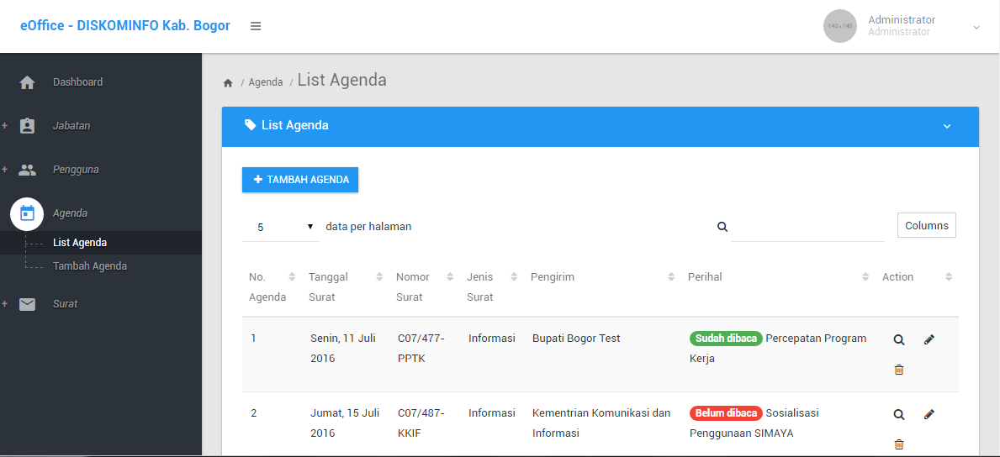 eOffice - DISKOMINFO Kab. Bogor
Administrator
Administrator
Dashboard
+ Jabatan
+ Pengguna
Agenda
List Agenda
Tambah Agenda
+ Surat
/ Agenda / List Agenda
List Agenda
+ TAMBAH AGENDA
5 data per halaman
Columns
No. Agenda Tanggal Surat Nomor Surat Jenis Surat Pengirim Perihal Action
1 Senin, 11 Juli 2016 C07/477-PPTK Informasi Bupati Bogor Test Sudah dibaca Percepatan Program Kerja
2 Jumat, 15 Juli 2016 C07/487-KKIF Informasi Kementrian Komunikasi dan Informasi Belum dibaca Sosialisasi Penggunaan SIMAYA